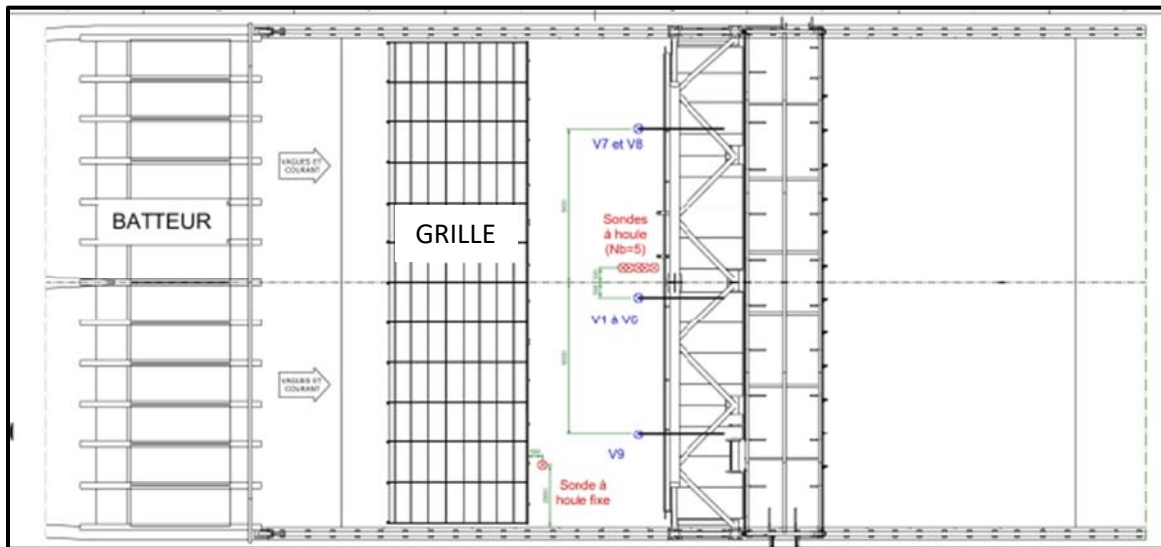 V7 et V8
VAGUES ET
COURANT
BATTEUR
GRILLE
Sondes
à houle
(Nb=5)
V1 à V6
VAGUES ET
COURANT
V9
Sonde à
houle fixe